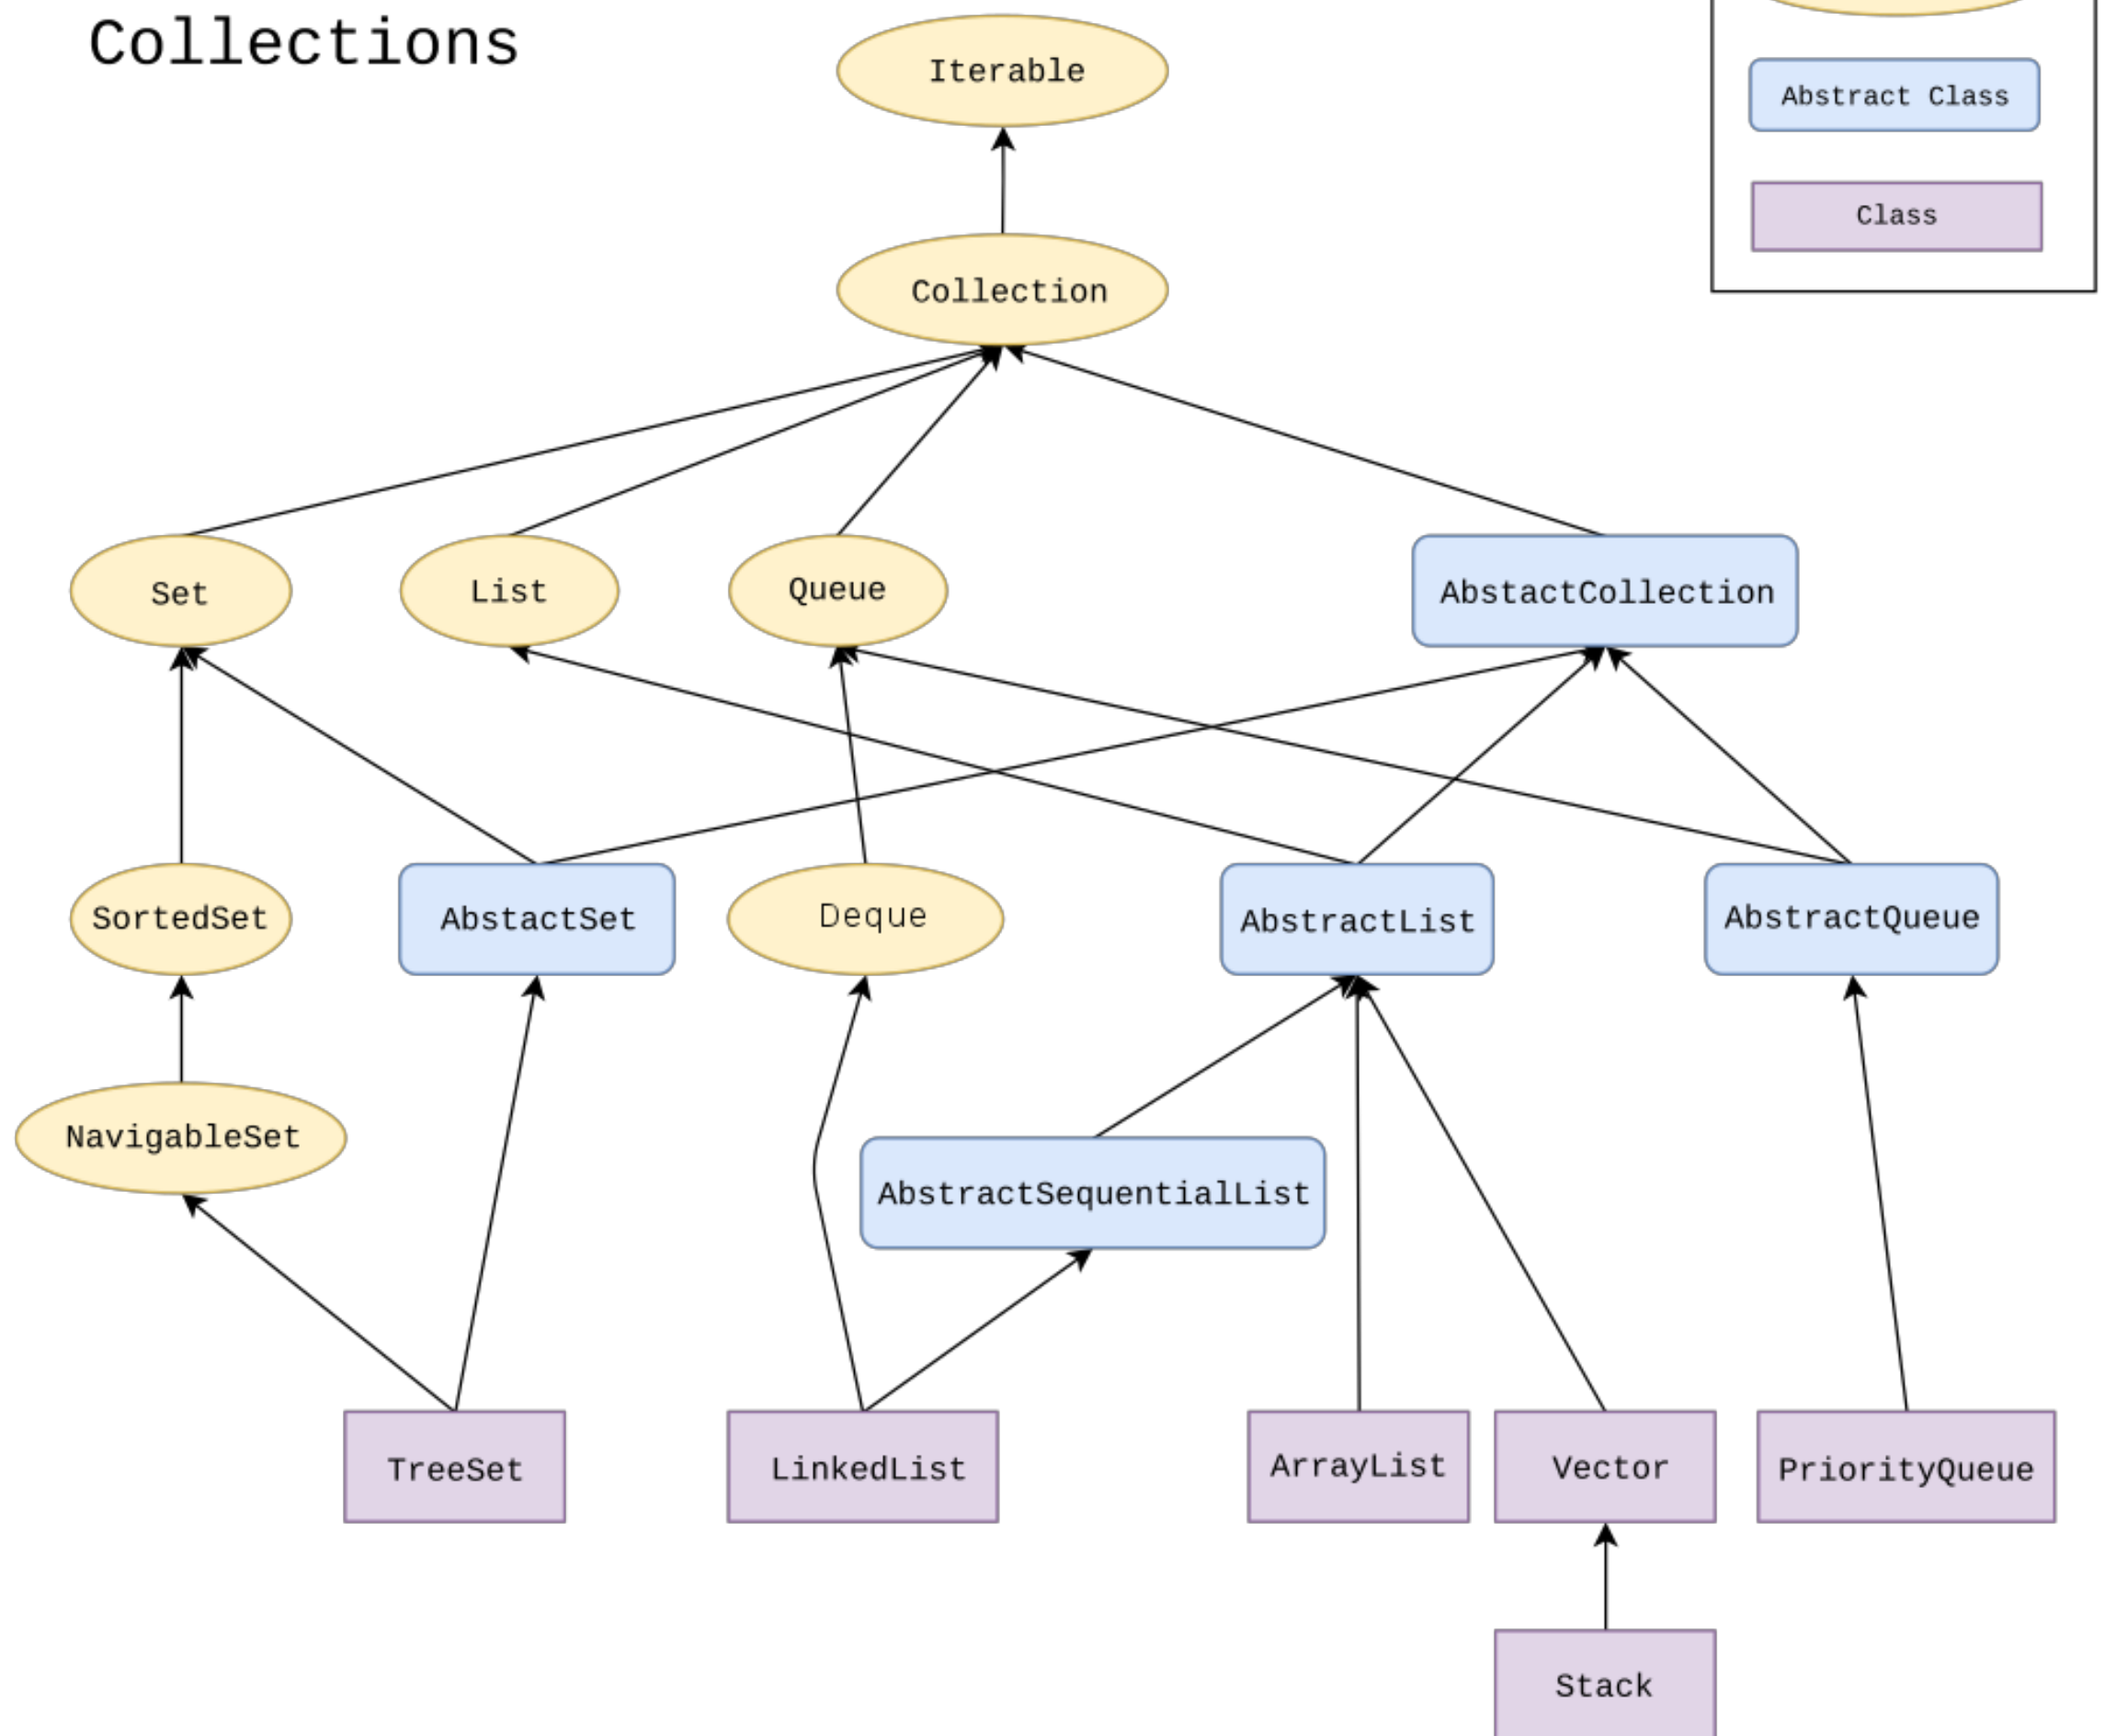 Collections
Iterable
Abstract Class
Class
Collection
Set
List
Queue
AbstactCollection
SortedSet
AbstactSet
Deque
AbstractList
AbstractQueue
NavigableSet
AbstractSequentialList
TreeSet
LinkedList
ArrayList
Vector
PriorityQueue
Stack